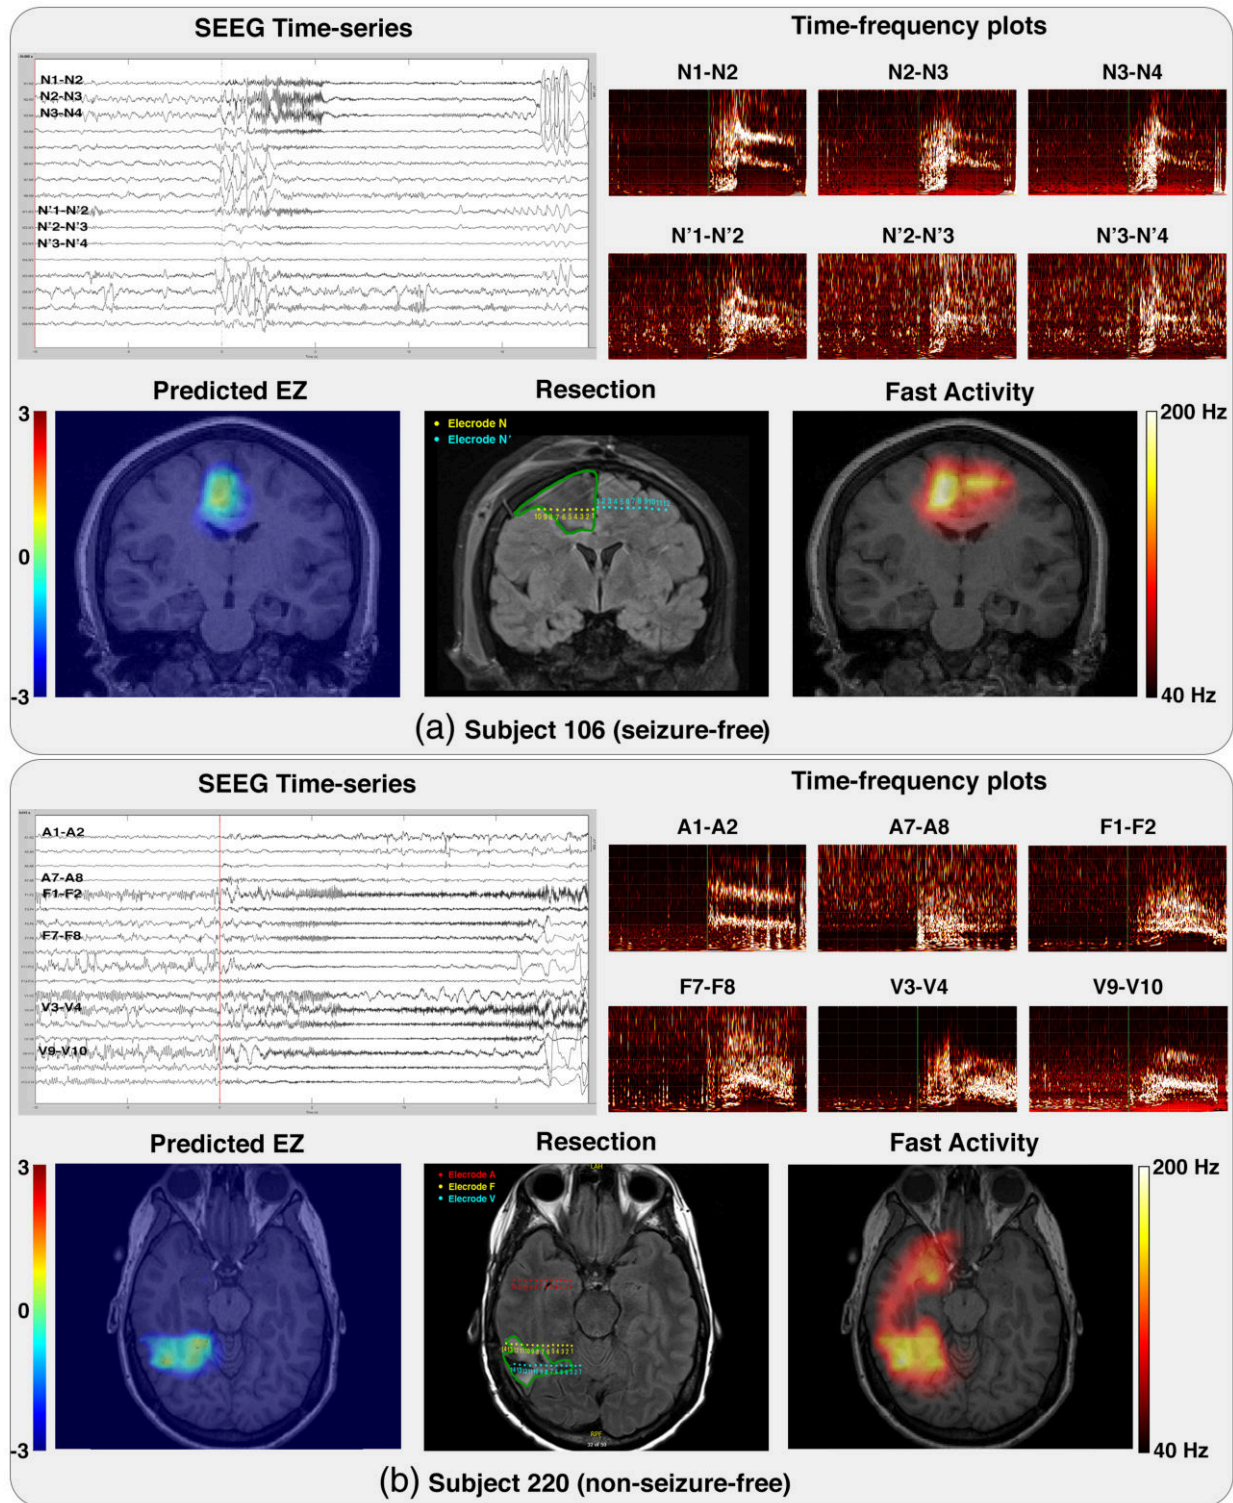 SEEG Time-series
Time-frequency plots
N1-N2
N2-N3
N3-N4
N'1-N'2
N'2-N'3
N'3-N'4
N1-N2
N2-N3
N3-N4
N'1-N'2
N'2-N'3
N'3-N'4
Predicted EZ
Resection
Fast Activity
3
0
-3
Elecrode N
Elecrode N'
200 Hz
40 Hz
(a) Subject 106 (seizure-free)
SEEG Time-series
Time-frequency plots
A1-A2
A7-A8
F1-F2
F7-F8
V3-V4
V9-V10
A1-A2
A7-A8
F1-F2
F7-F8
V3-V4
V9-V10
Predicted EZ
Resection
Fast Activity
3
0
-3
Elecrode A
Elecrode F
Elecrode V
LAH
RPF
200 Hz
40 Hz
(b) Subject 220 (non-seizure-free)